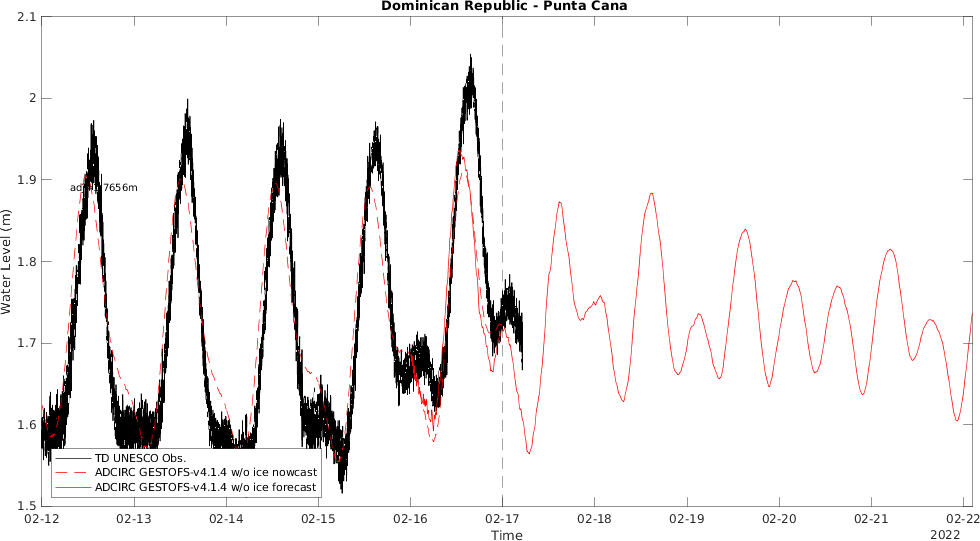 Dominican Republic - Punta Cana
2.1
2
1.9
1.8
1.7
1.6
1.5
Water Level (m)
7656m
TD UNESCO Obs.
ADCIRC GESTOFS-v4.1.4 w/o ice nowcast
ADCIRC GESTOFS-v4.1.4 w/o ice forecast
02-12 02-13 02-14 02-15 02-16 02-17 02-18 02-19 02-20 02-21 02-22
Time
2022